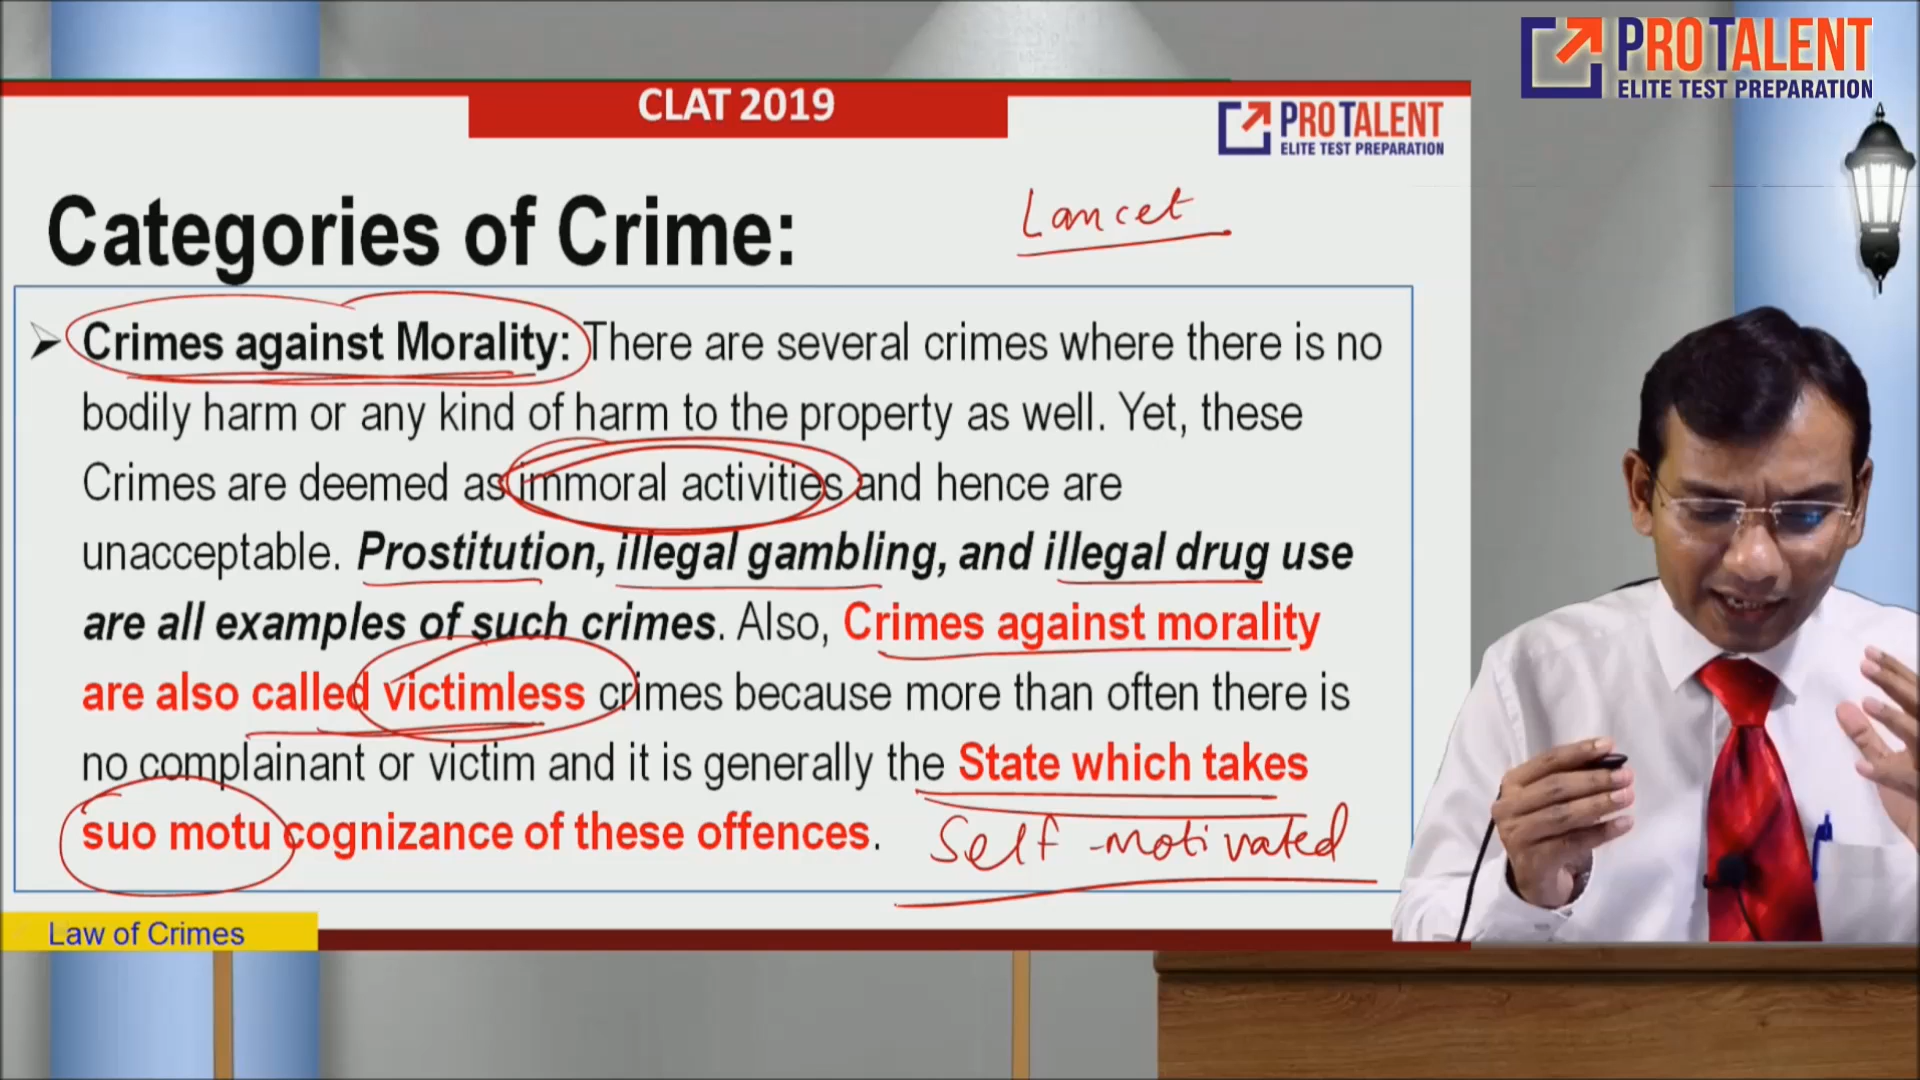 PROTALENT
ELITE TEST PREPARATION
CLAT 2019
PROTALENT
ELITE TEST PREPARATION
Categories of Crime:
Lancet
Crimes against Morality: There are several crimes where there is no
bodily harm or any kind of harm to the property as well. Yet, these
Crimes are deemed as immoral activities and hence are
unacceptable. Prostitution, illegal gambling, and illegal drug use
are all examples of such crimes. Also, Crimes against morality
are also called victimless crimes because more than often there is
no complainant or victim and it is generally the State which takes
suo motu cognizance of these offences.
Self-motivated
Law of Crimes